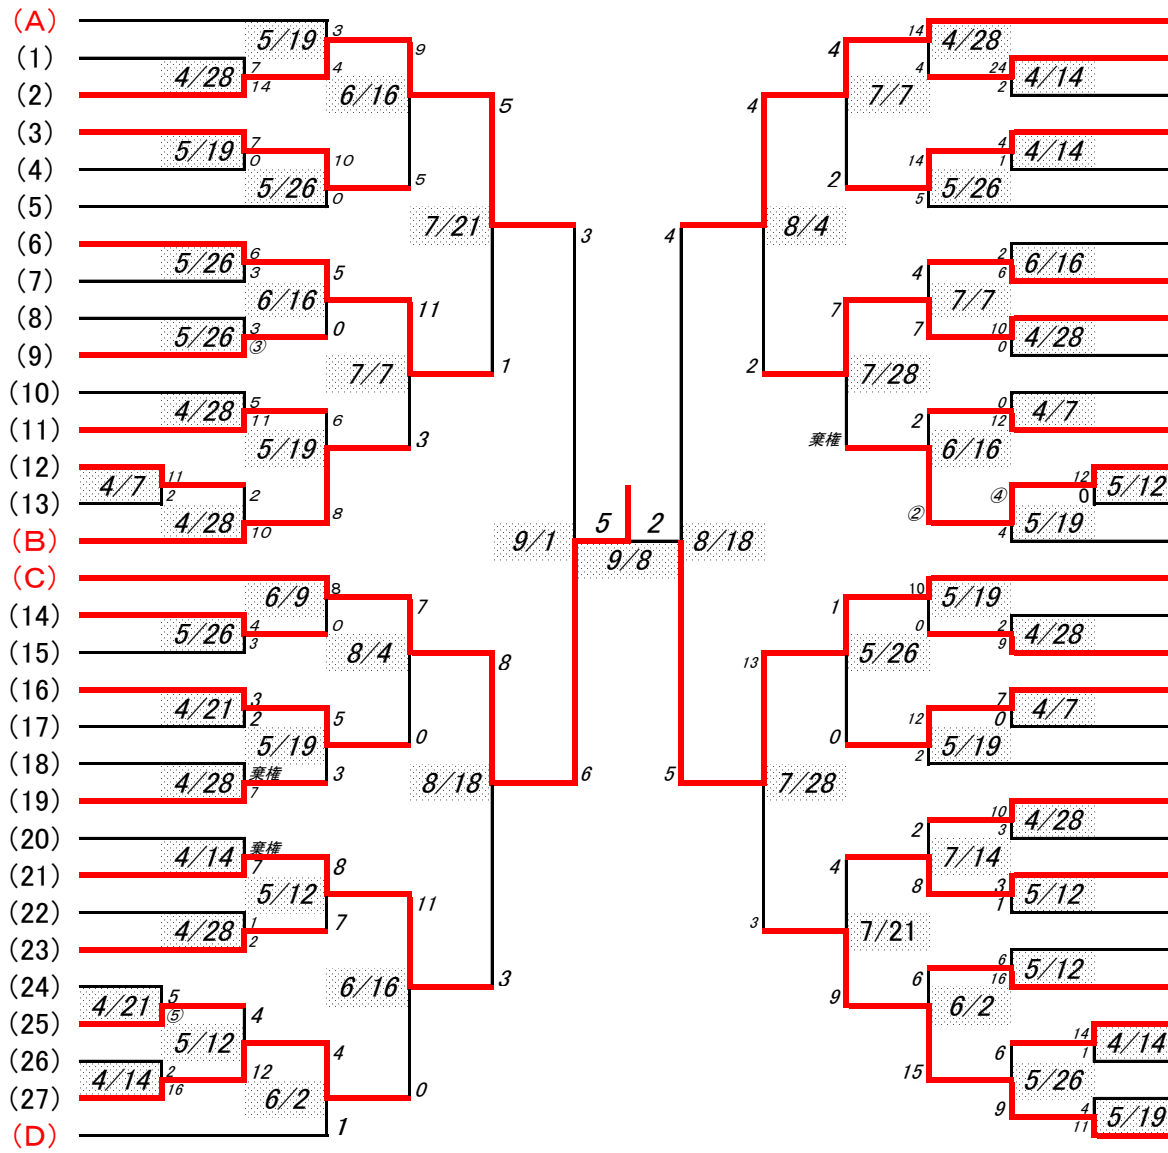 (A) 3 14
5/19 9 4 4/28
(1) 7 4 4 24
4/28 14 6/16 7/7 2 4/14
(2) 5 4
(3) 7 4
5/19 0 10 14 1 4/14
(4) 5/26 5 2 5 5/26
(5) 0
7/21 3 4 8/4
(6) 6 2
5/26 3 5 4 6 6/16
(7) 6/16 11 7 7/7
(8) 3 0 7 10
5/26 ③ 0 4/28
(9) 7/7 1 2 7/28
(10) 5 0
4/28 11 6 2 12 4/7
(11) 5/19 3 棄権 6/16
(12) 11 12
4/7 2 2 ④ 0 5/12
(13) 4/28 8 ② 5/19
(B) 10 9/1 5 2 8/18 4
9/8
(C) 8 10
6/9 7 1 5/19
(14) 4 0 0 2
5/26 3 8/4 5/26 9 4/28
(15) 8 13
(16) 3 7
4/21 2 5 12 0 4/7
(17) 5/19 0 0 2 5/19
(18) 棄権 3 8/18 6 5 7/28
4/28 7
(19) 10
(20) 棄権 3 4/28
4/14 7 8 2
(21) 5/12 11 4 8 7/14 3
(22) 1 7 3 1 5/12
4/28 2 7/21
(23) 6
(24) 5 6/16 3 9 6 16 5/12
4/21 ⑤ 4 6/2
(25) 5/12 4 6 14
(26) 2 12 0 15 1 4/14
4/14 16 6/2 5/26
(27) 9 4
(D) 1 11 5/19